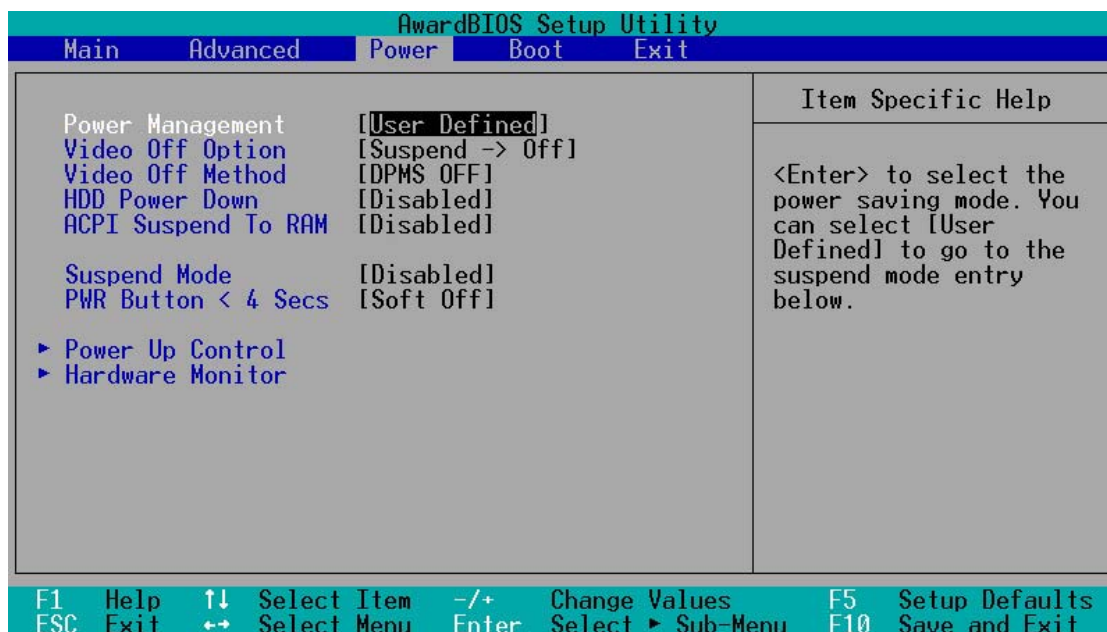 AwardBIOS Setup Utility
Main Advanced Power Boot Exit
Power Management [User Defined]
Video Off Option [Suspend -> Off]
Video Off Method [DPMS OFF]
HDD Power Down [Disabled]
ACPI Suspend To RAM [Disabled]
Suspend Mode [Disabled]
PWR Button < 4 Secs [Soft Off]
▶ Power Up Control
▶ Hardware Monitor
Item Specific Help
<Enter> to select the
power saving mode. You
can select [User
Defined] to go to the
suspend mode entry
below.
F1 Help ↑↓ Select Item -/+ Change Values F5 Setup Defaults
ESC Exit ←→ Select Menu Enter Select ▶ Sub-Menu F10 Save and Exit